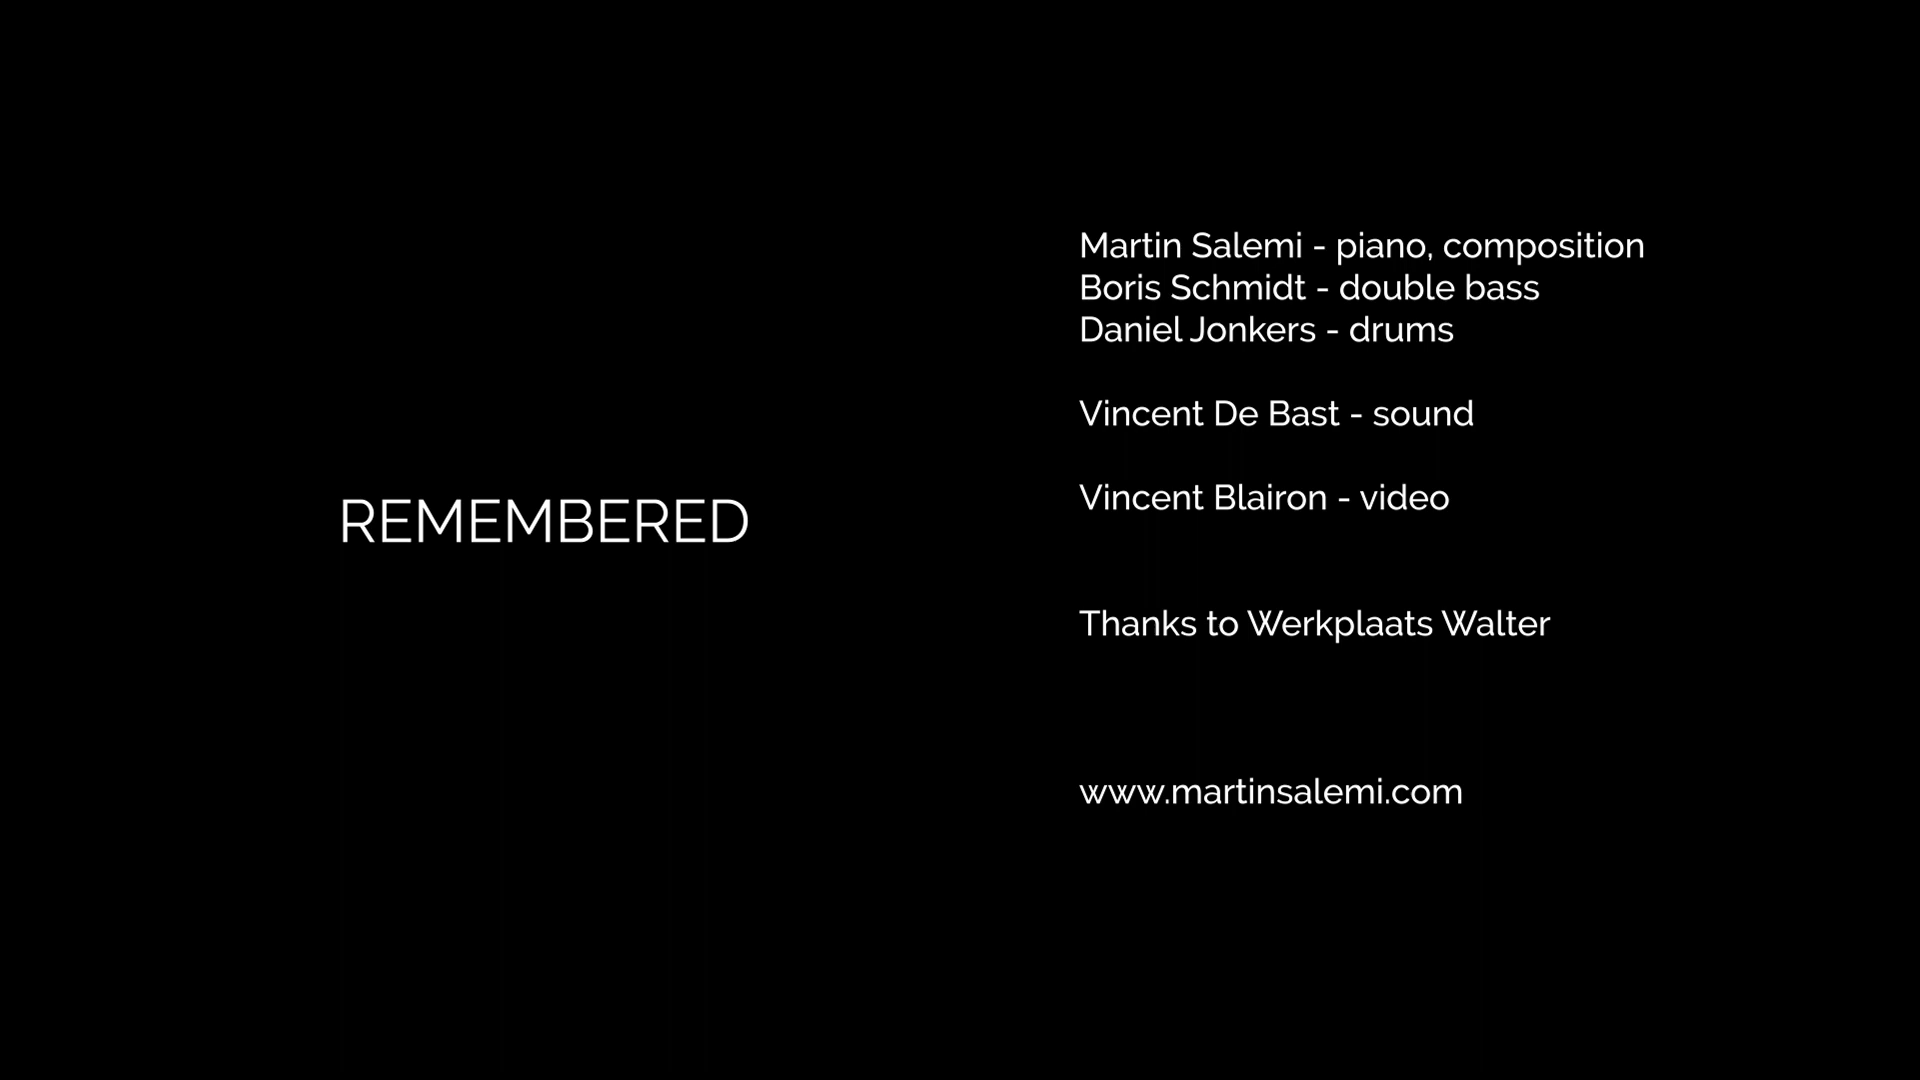 REMEMBERED
Martin Salemi - piano, composition
Boris Schmidt - double bass
Daniel Jonkers - drums
Vincent De Bast - sound
Vincent Blairon - video
Thanks to Werkplaats Walter
www.martinsalemi.com